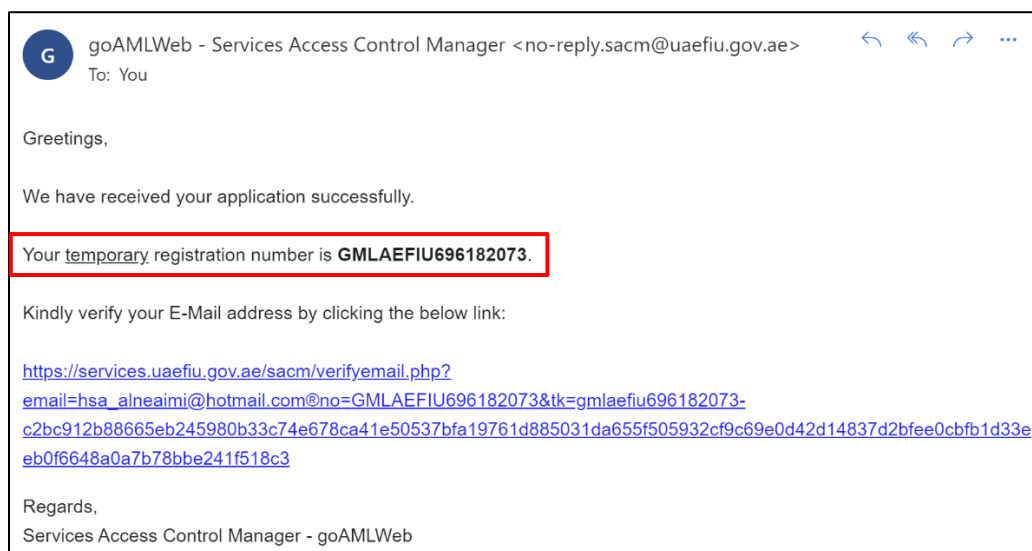 G
goAMLWeb - Services Access Control Manager <no-reply.sacm@uaefiu.gov.ae>
To: You
Greetings,
We have received your application successfully.
Your temporary registration number is GMLAEFIU696182073.
Kindly verify your E-Mail address by clicking the below link:
https://services.uaefiu.gov.ae/sacm/verifyemail.php?
email=hsa_alneaimi@hotmail.com®no=GMLAEFIU696182073&tk=gmlaefiu696182073-
c2bc912b88665eb245980b33c74e678ca41e50537bfa19761d885031da655f505932cf9c69e0d42d14837d2bfee0cbfb1d33e
eb0f6648a0a7b78bbe241f518c3
Regards,
Services Access Control Manager - goAMLWeb